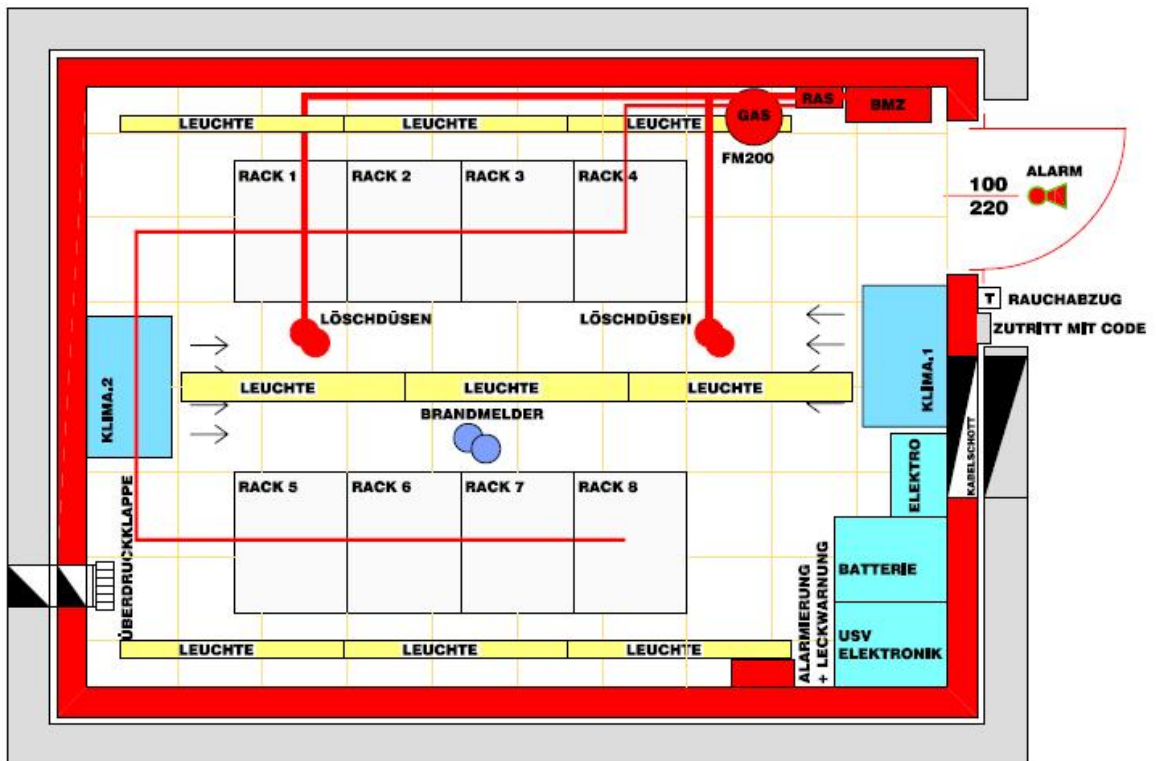 RAS
BMZ
GAS
LEUCHTE LEUCHTE LEUCHTE
FM200
RACK 1 RACK 2 RACK 3 RACK 4
ALARM
100
220
T RAUCHABZUG
ZUTRITT MIT CODE
LÖSCHDÜSEN LÖSCHDÜSEN
KLIMA.2
LEUCHTE LEUCHTE LEUCHTE
KLIMA.1
BRANDMELDER
KABELSCHOTT
ELEKTRO
RACK 5 RACK 6 RACK 7 RACK 8
ÜBERDRUCKKLAPPE
BATTERIE
ALARMIERUNG
+ LECKWARNUNG
USV
ELEKTRONIK
LEUCHTE LEUCHTE LEUCHTE